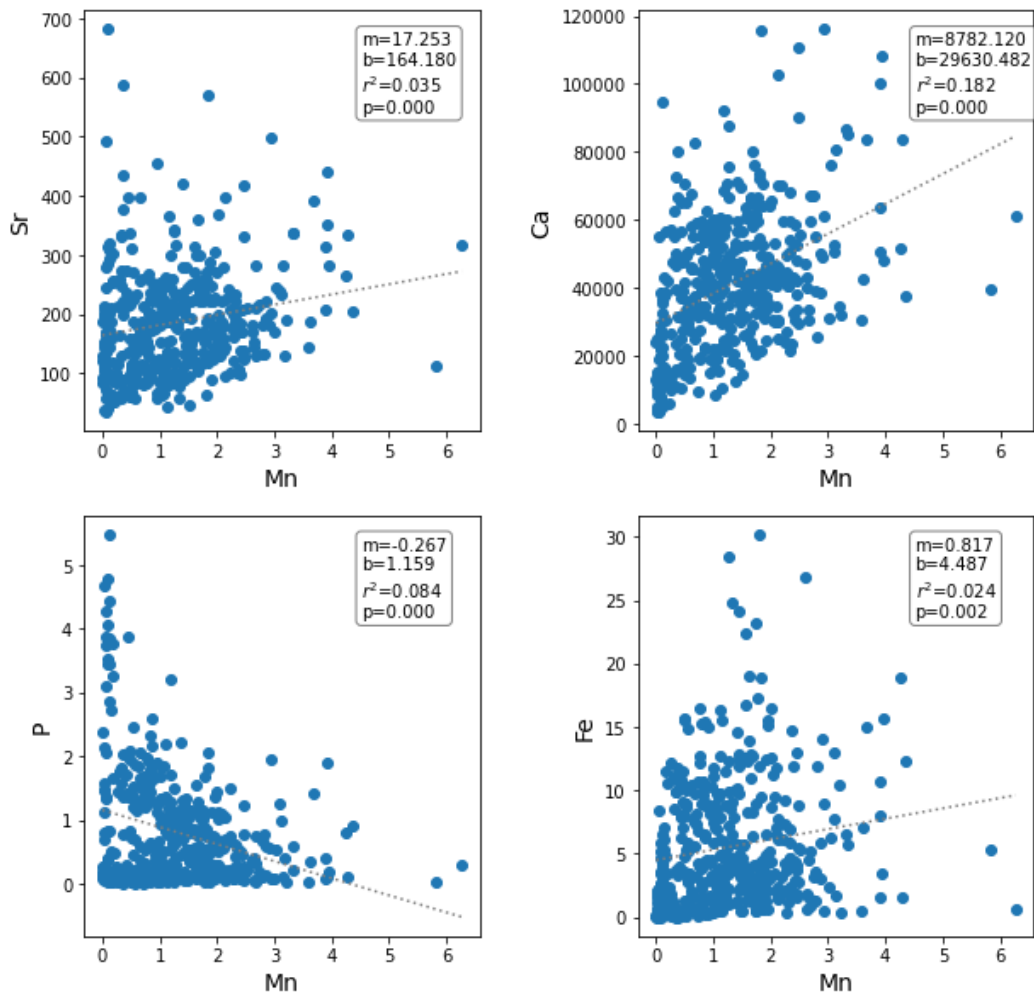 700
600
500
400
300
200
100
Sr
0 1 2 3 4 5 6
Mn
m=17.253
b=164.180
r²=0.035
p=0.000
120000
100000
80000
60000
40000
20000
0
Ca
0 1 2 3 4 5 6
Mn
m=8782.120
b=29630.482
r²=0.182
p=0.000
5
4
3
2
1
0
P
0 1 2 3 4 5 6
Mn
m=-0.267
b=1.159
r²=0.084
p=0.000
30
25
20
15
10
5
0
Fe
0 1 2 3 4 5 6
Mn
m=0.817
b=4.487
r²=0.024
p=0.002